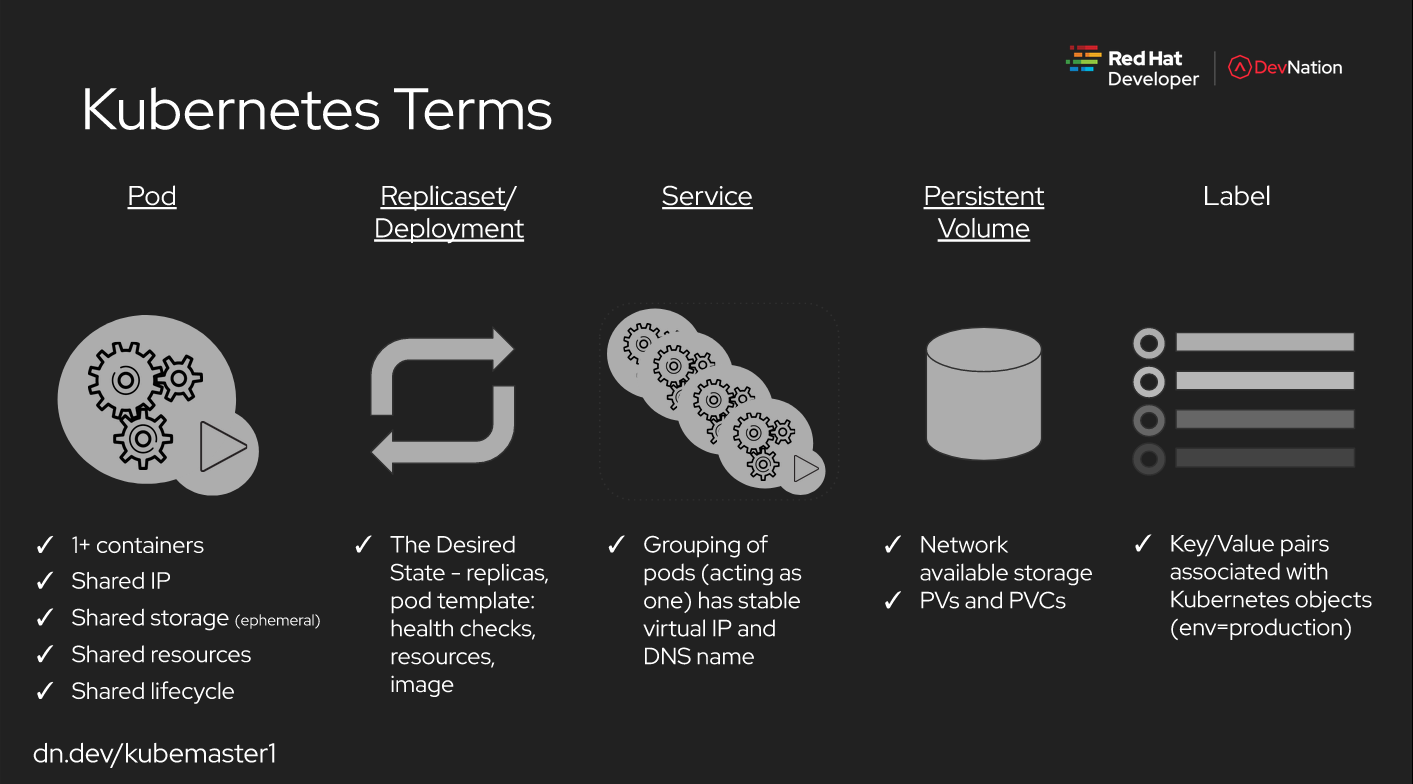 Red Hat
Developer
DevNation
Kubernetes Terms
Pod
Replicaset/
Deployment
Service
Persistent
Volume
Label
✓ 1+ containers
✓ Shared IP
✓ Shared storage (ephemeral)
✓ Shared resources
✓ Shared lifecycle
✓ The Desired
State - replicas,
pod template:
health checks,
resources,
image
✓ Grouping of
pods (acting as
one) has stable
virtual IP and
DNS name
✓ Network
available storage
✓ PVs and PVCs
✓ Key/Value pairs
associated with
Kubernetes objects
(env=production)
dn.dev/kubemaster1